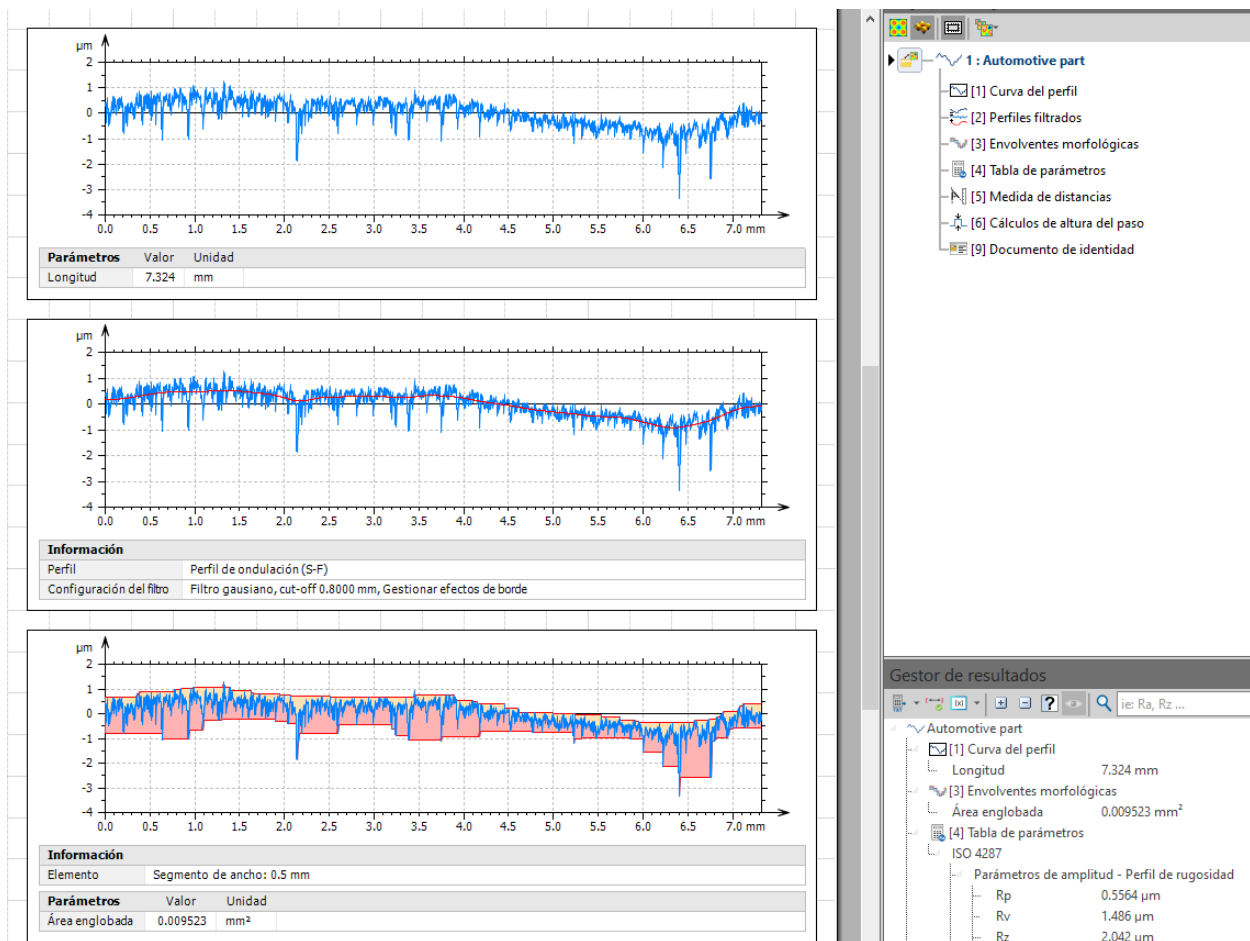 µm
2
1
0
-1
-2
-3
-4
0.0 0.5 1.0 1.5 2.0 2.5 3.0 3.5 4.0 4.5 5.0 5.5 6.0 6.5 7.0 mm
Parámetros Valor Unidad
Longitud 7.324 mm
µm
2
1
0
-1
-2
-3
-4
0.0 0.5 1.0 1.5 2.0 2.5 3.0 3.5 4.0 4.5 5.0 5.5 6.0 6.5 7.0 mm
Información
Perfil Perfil de ondulación (S-F)
Configuración del filtro Filtro gausiano, cut-off 0.8000 mm, Gestionar efectos de borde
µm
2
1
0
-1
-2
-3
-4
0.0 0.5 1.0 1.5 2.0 2.5 3.0 3.5 4.0 4.5 5.0 5.5 6.0 6.5 7.0 mm
Información
Elemento Segmento de ancho: 0.5 mm
Parámetros Valor Unidad
Área englobada 0.009523 mm²
1 : Automotive part
[1] Curva del perfil
[2] Perfiles filtrados
[3] Envolventes morfológicas
[4] Tabla de parámetros
[5] Medida de distancias
[6] Cálculos de altura del paso
[9] Documento de identidad
Gestor de resultados
ie: Ra, Rz ...
Automotive part
[1] Curva del perfil
Longitud 7.324 mm
[3] Envolventes morfológicas
Área englobada 0.009523 mm²
[4] Tabla de parámetros
ISO 4287
Parámetros de amplitud - Perfil de rugosidad
Rp 0.5564 µm
Rv 1.486 µm
Rz 2.042 µm